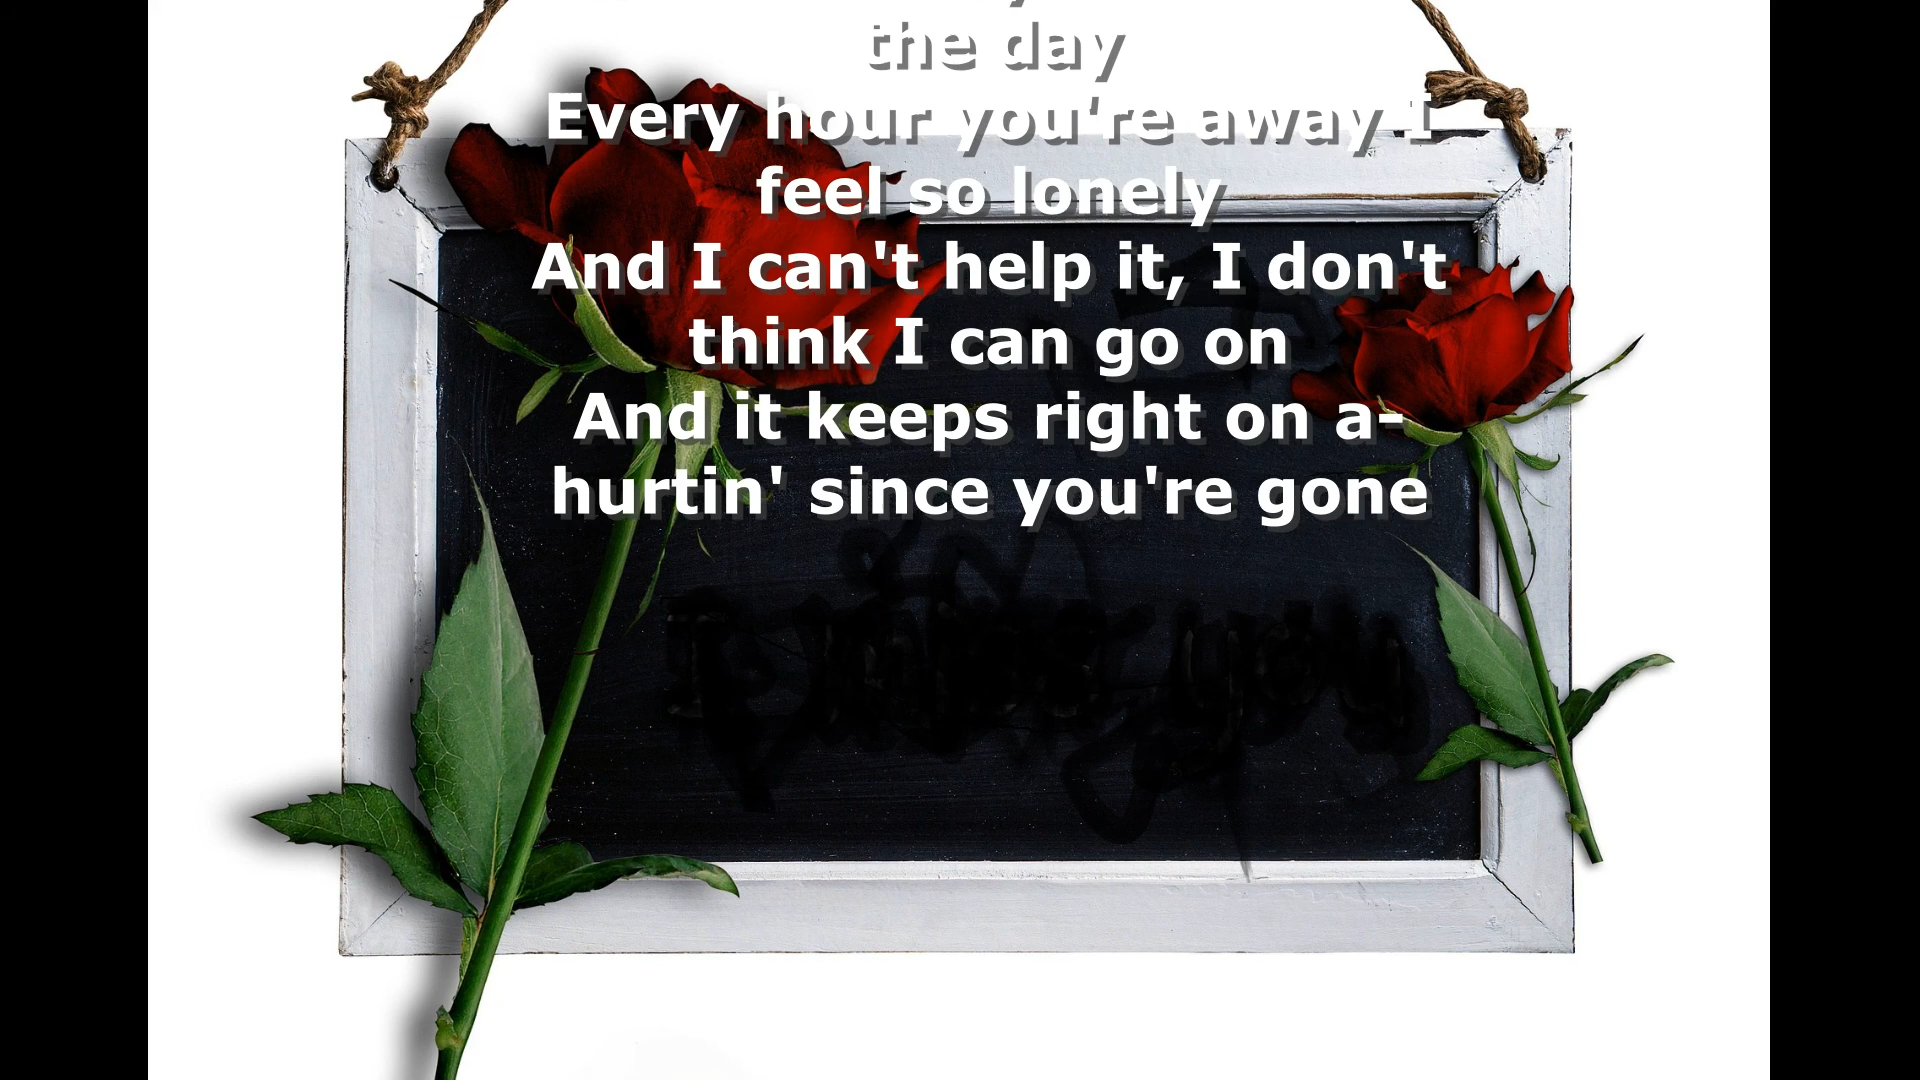 the day
Every hour you're away I
feel so lonely
And I can't help it, I don't
think I can go on
And it keeps right on a-
hurtin' since you're gone